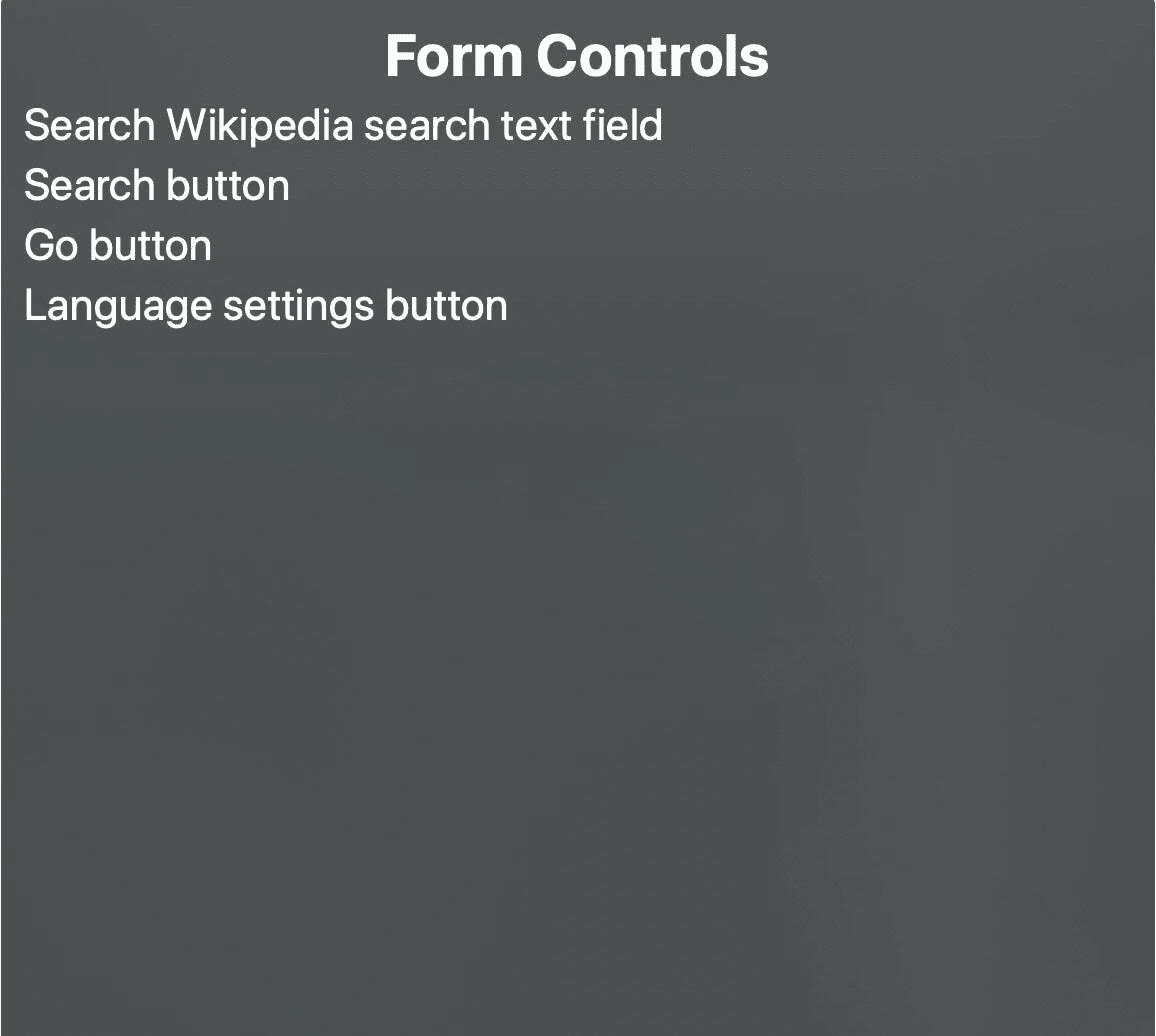 Form Controls
Search Wikipedia search text field
Search button
Go button
Language settings button